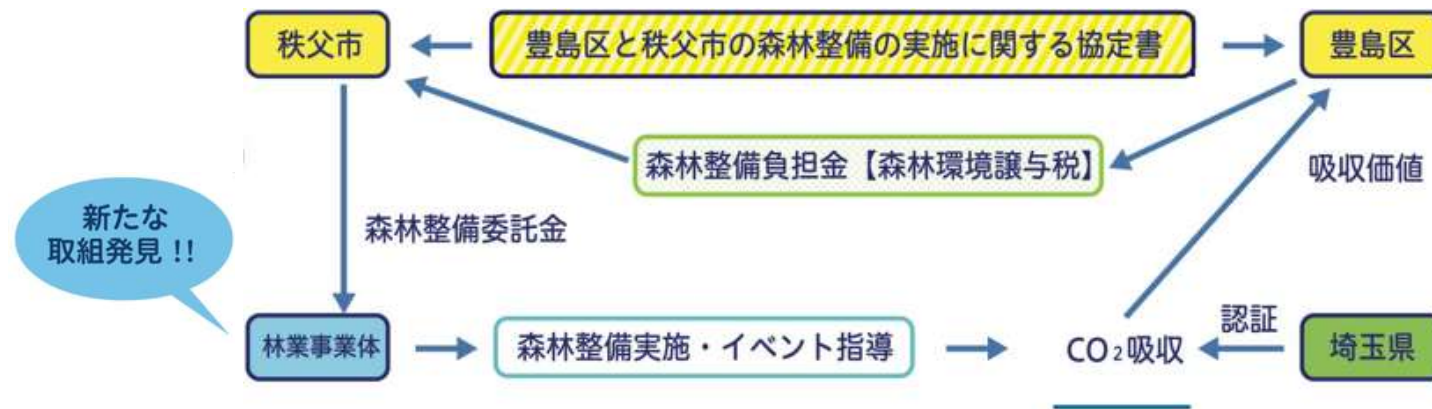 秩父市
豊島区と秩父市の森林整備の実施に関する協定書
豊島区
森林整備負担金【森林環境譲与税】
吸収価値
新たな
取組発見!!
森林整備委託金
認証
林業事業体
森林整備実施・イベント指導
CO2吸収
埼玉県